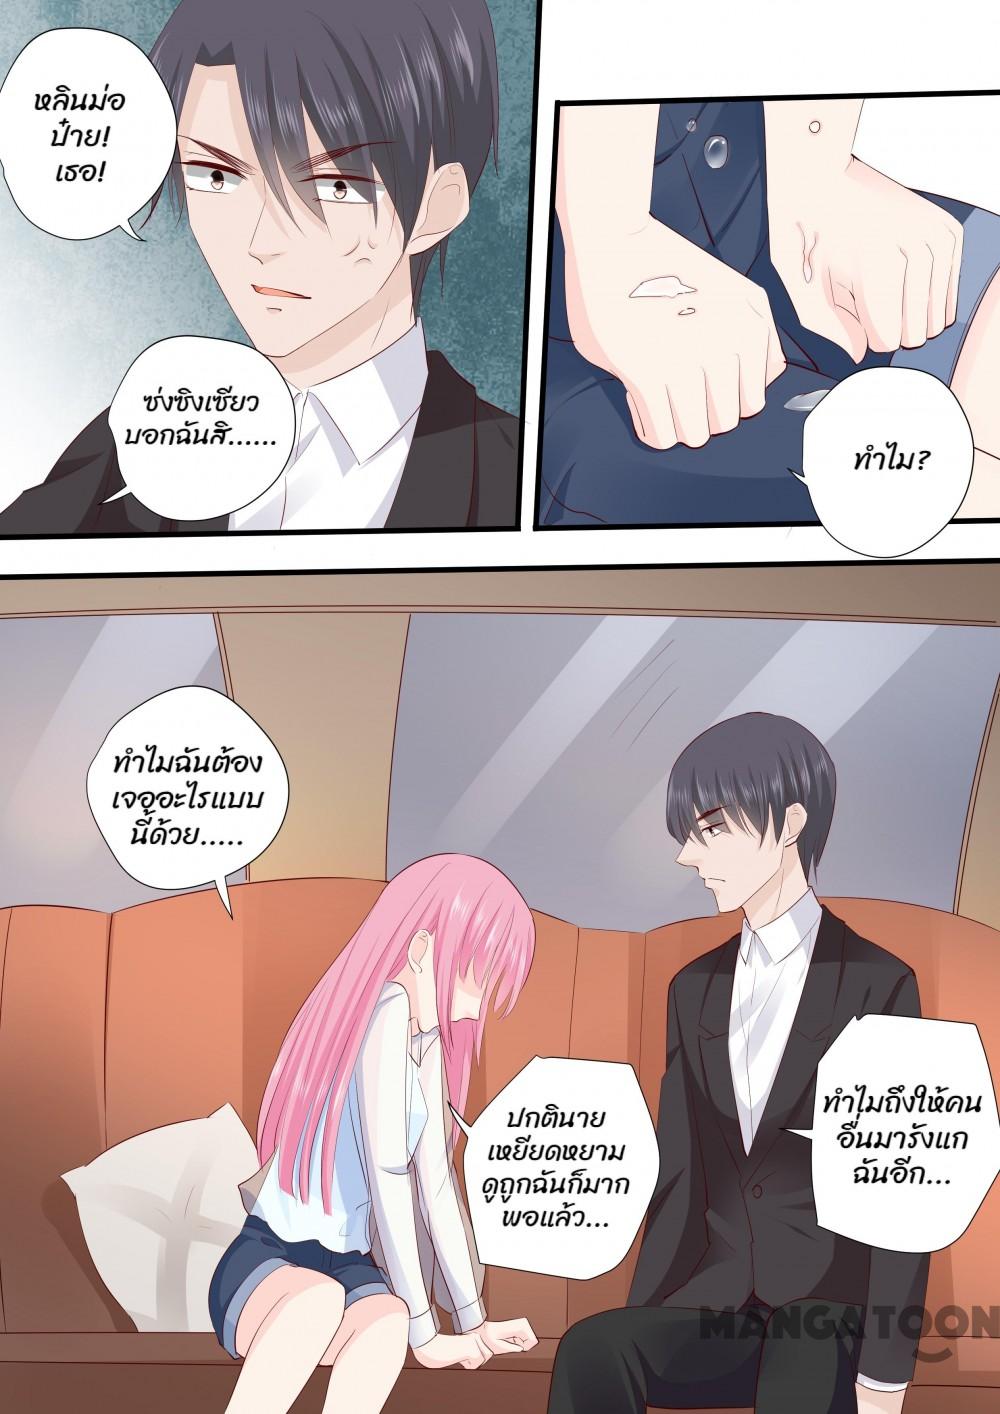 หลินม่อ
ป๋าย!
เธอ!
ซ่งซิงเซียว
บอกฉันสิ......
ทำไม?
ทำไมฉันต้อง
เจออะไรแบบ
นี้ด้วย.....
ปกตินาย
เหยียดหยาม
ดูถูกฉันก็มาก
พอแล้ว...
ทำไมถึงให้คน
อื่นมารังแก
ฉันอีก...
MANGATOON